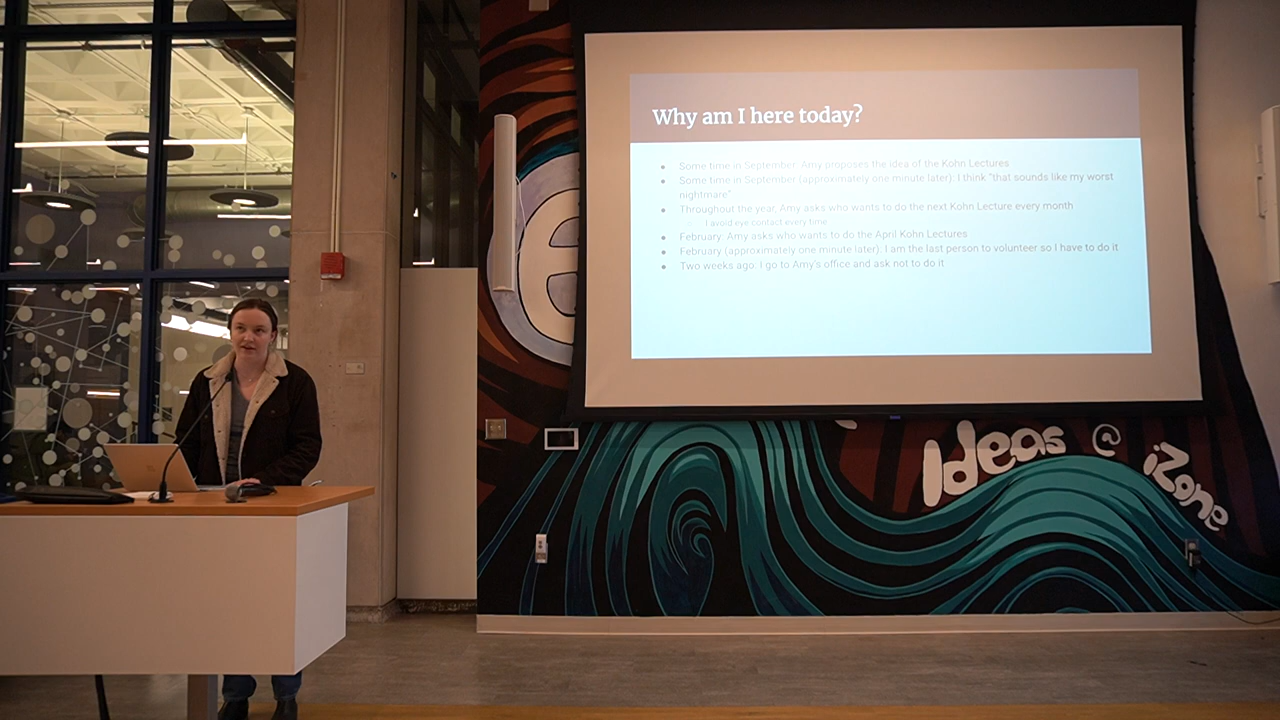 Why am I here today?
Some time in September: Amy proposes the idea of the Kohn Lectures
Some time in September (approximately one minute later): I think "that sounds like my worst
nightmare"
Throughout the year, Amy asks who wants to do the next Kohn Lecture every month
I avoid eye contact every time
February: Amy asks who wants to do the April Kohn Lectures
February (approximately one minute later): I am the last person to volunteer so I have to do it
Two weeks ago: I go to Amy's office and ask not to do it
e
Ideas @ iZone